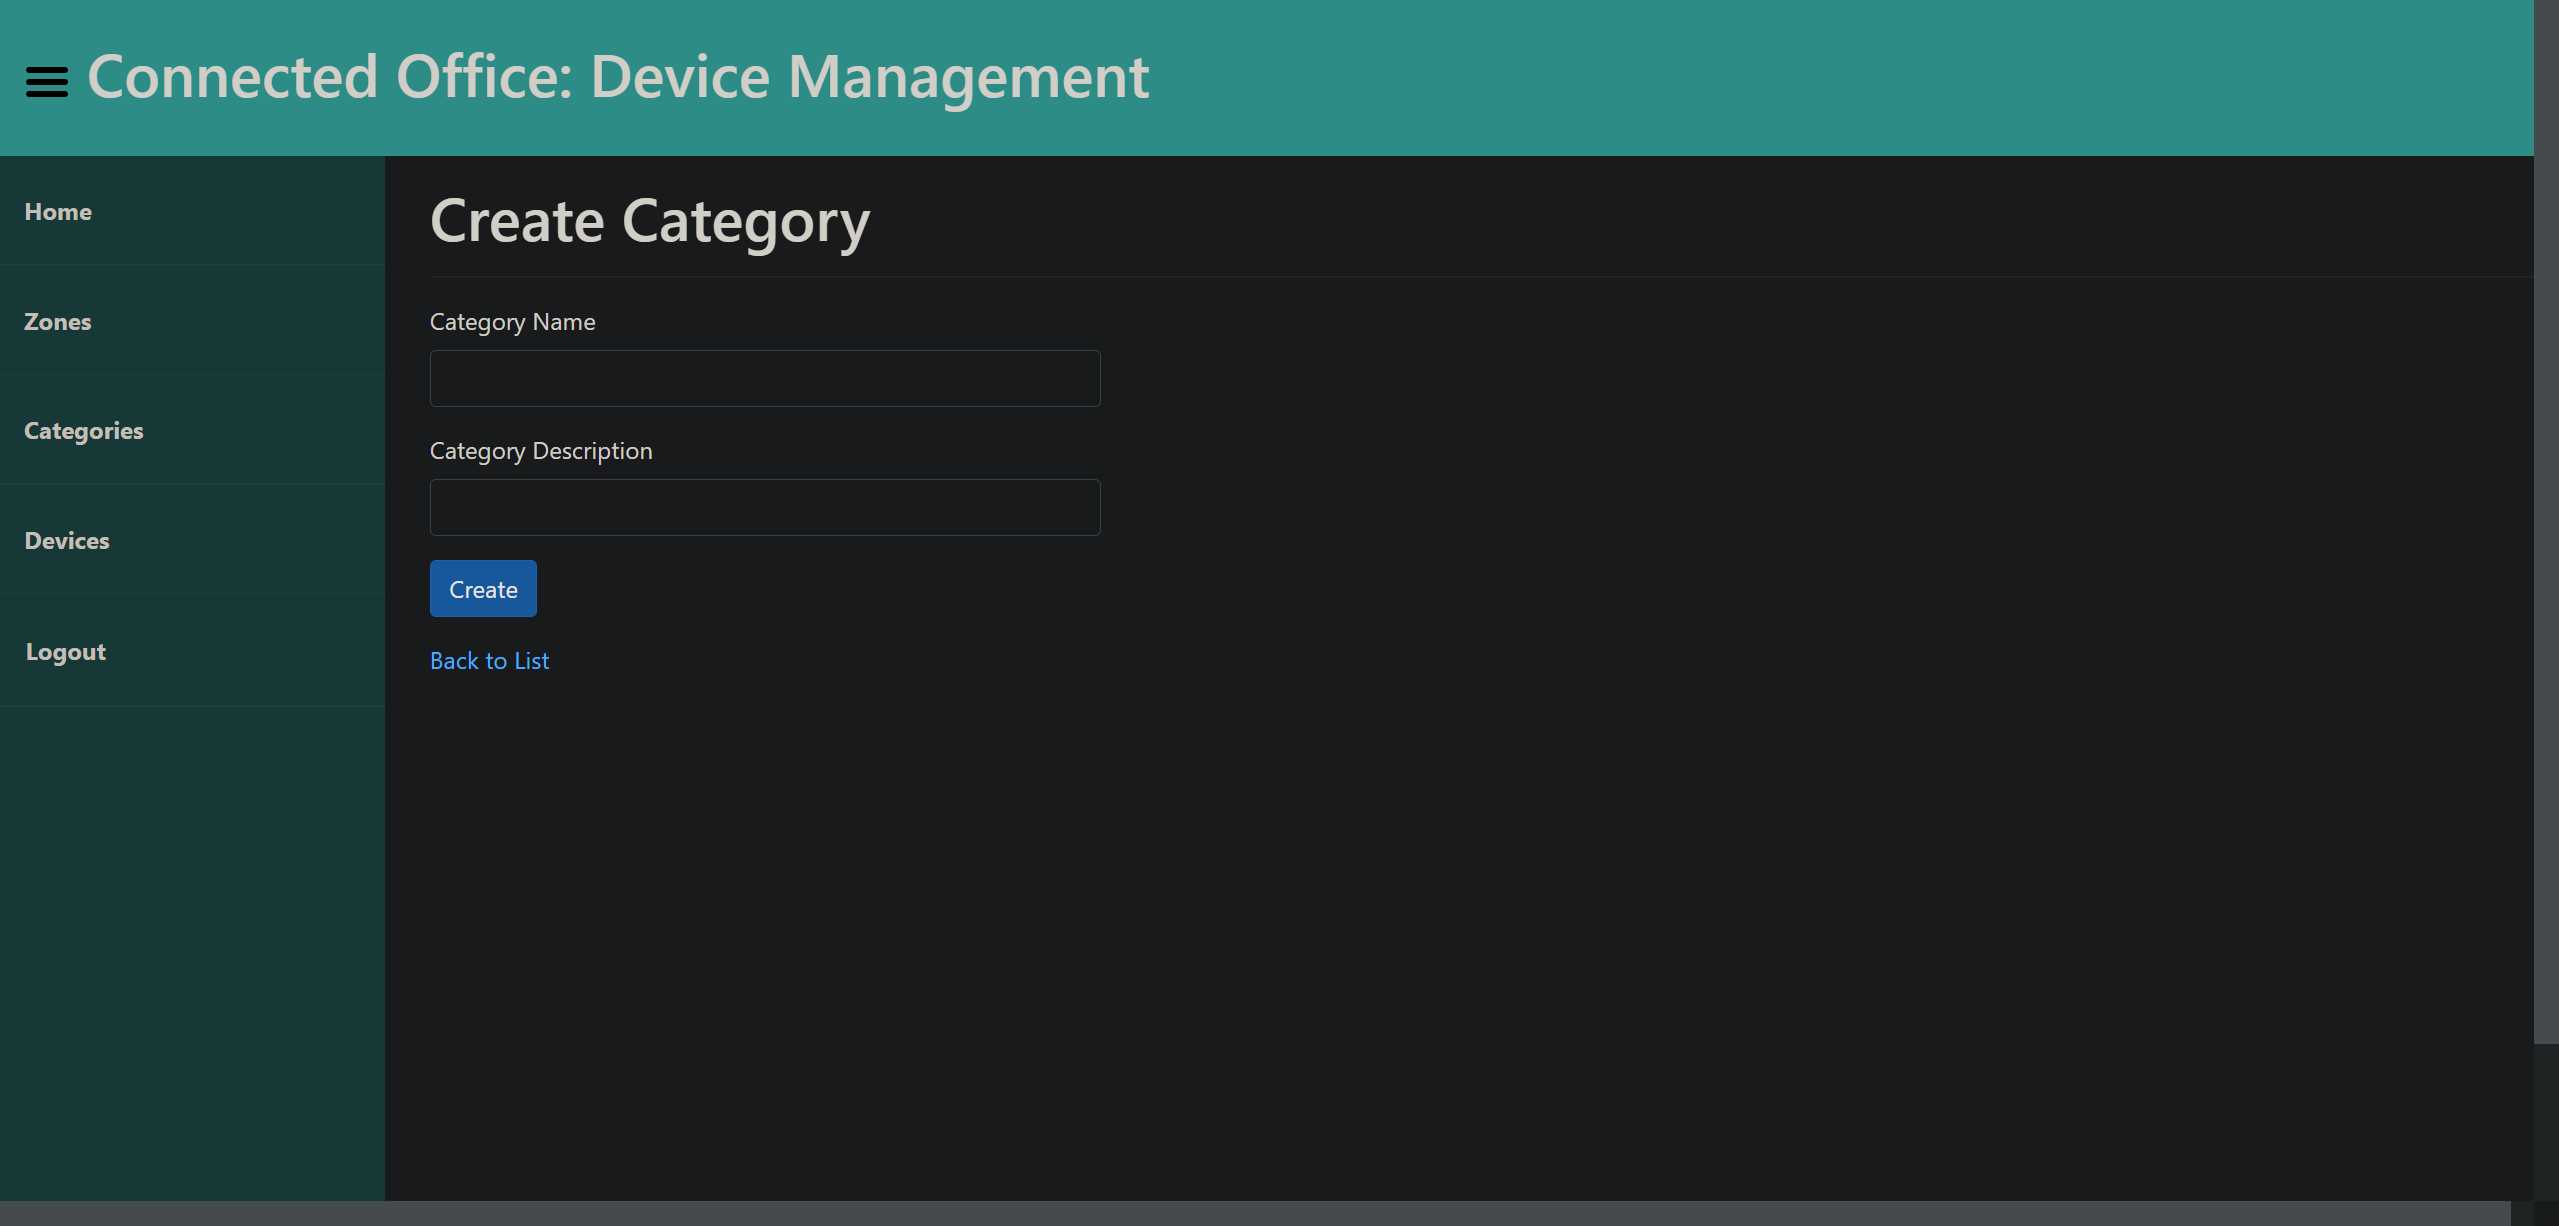 Connected Office: Device Management
Home
Zones
Categories
Devices
Logout
Create Category
Category Name
Category Description
Create
Back to List